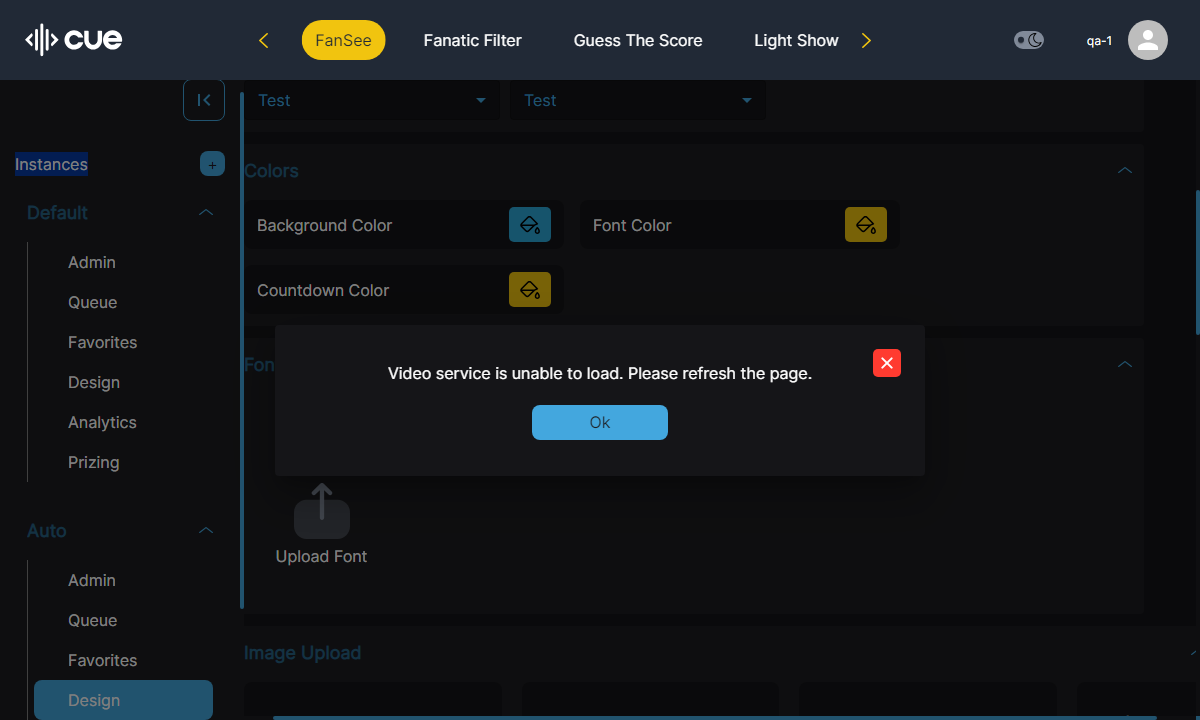 cue
FanSee
Fanatic Filter
Guess The Score
Light Show
qa-1
Test
Test
Instances
+
Default
Admin
Queue
Favorites
Design
Analytics
Prizing
Auto
Admin
Queue
Favorites
Design
Colors
Background Color
Font Color
Countdown Color
Fon
Video service is unable to load. Please refresh the page.
Ok
Upload Font
Image Upload